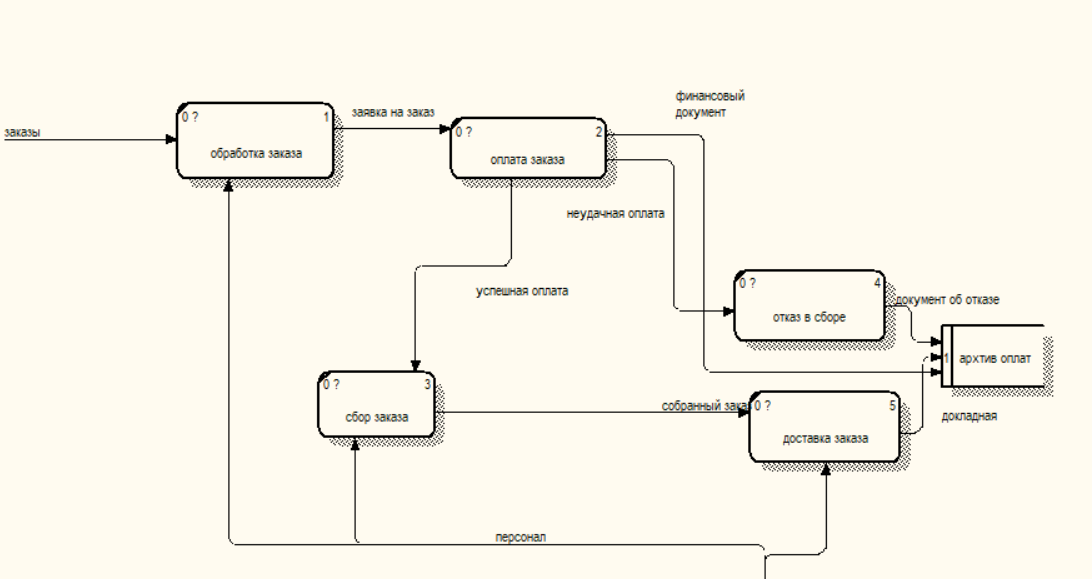 финансовый
документ
заявка на заказ
0 ? 1
заказы
обработка заказа
0 ? 2
оплата заказа
неудачная оплата
успешная оплата
0 ? 4
отказ в сборе
документ об отказе
1 архтив оплат
0 ? 3
сбор заказа
собранный заказ
0 ? 5
доставка заказа
докладная
персонал